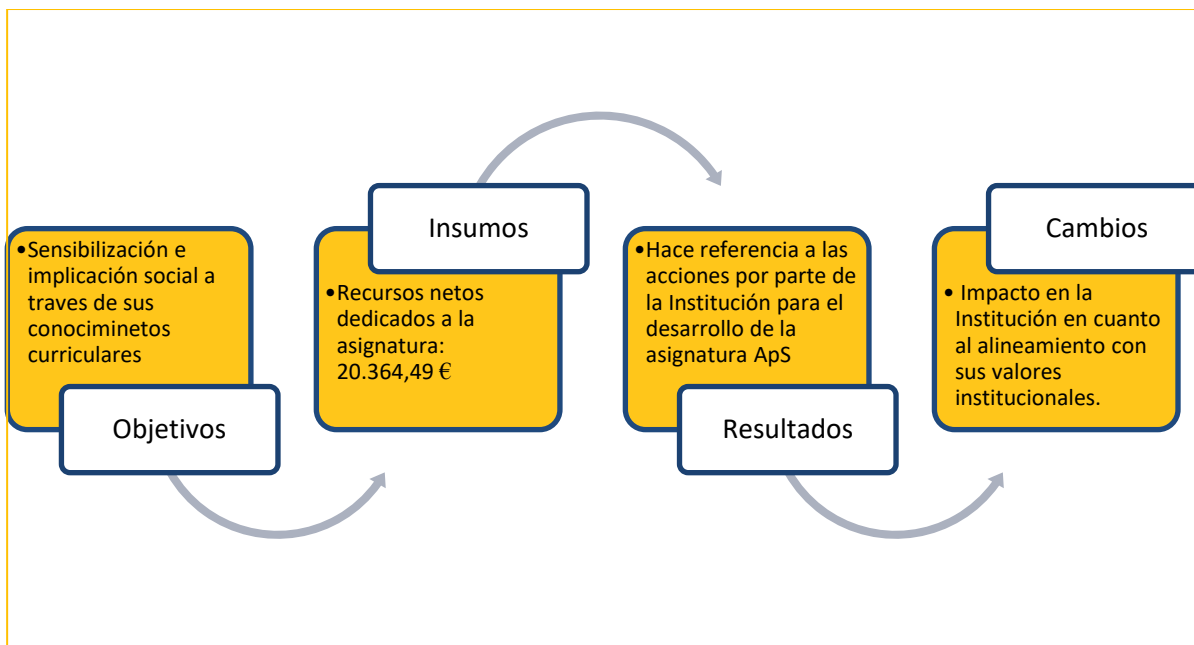 •Sensibilización e
implicación social a
traves de sus
conociminetos
curriculares
Objetivos
Insumos
•Recursos netos
dedicados a la
asignatura:
20.364,49 €
•Hace referencia a las
acciones por parte de
la Institución para el
desarrollo de la
asignatura ApS
Resultados
Cambios
• Impacto en la
Institución en cuanto
al alineamiento con
sus valores
institucionales.